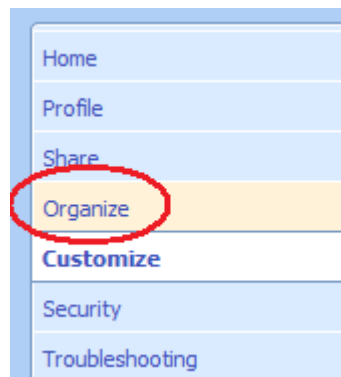 Home
Profile
Share
Organize
Customize
Security
Troubleshooting